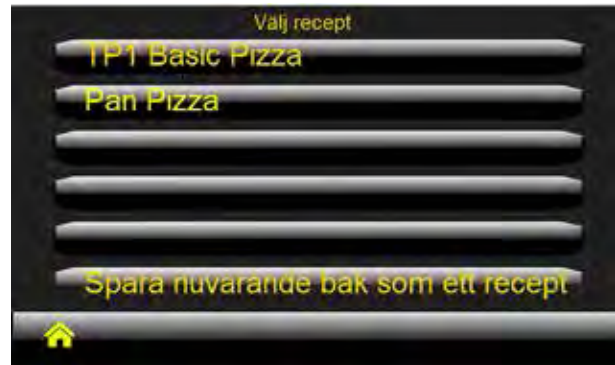 Välj recept
TP1 Basic Pizza
Pan Pizza
Spara nuvarande bak som ett recept